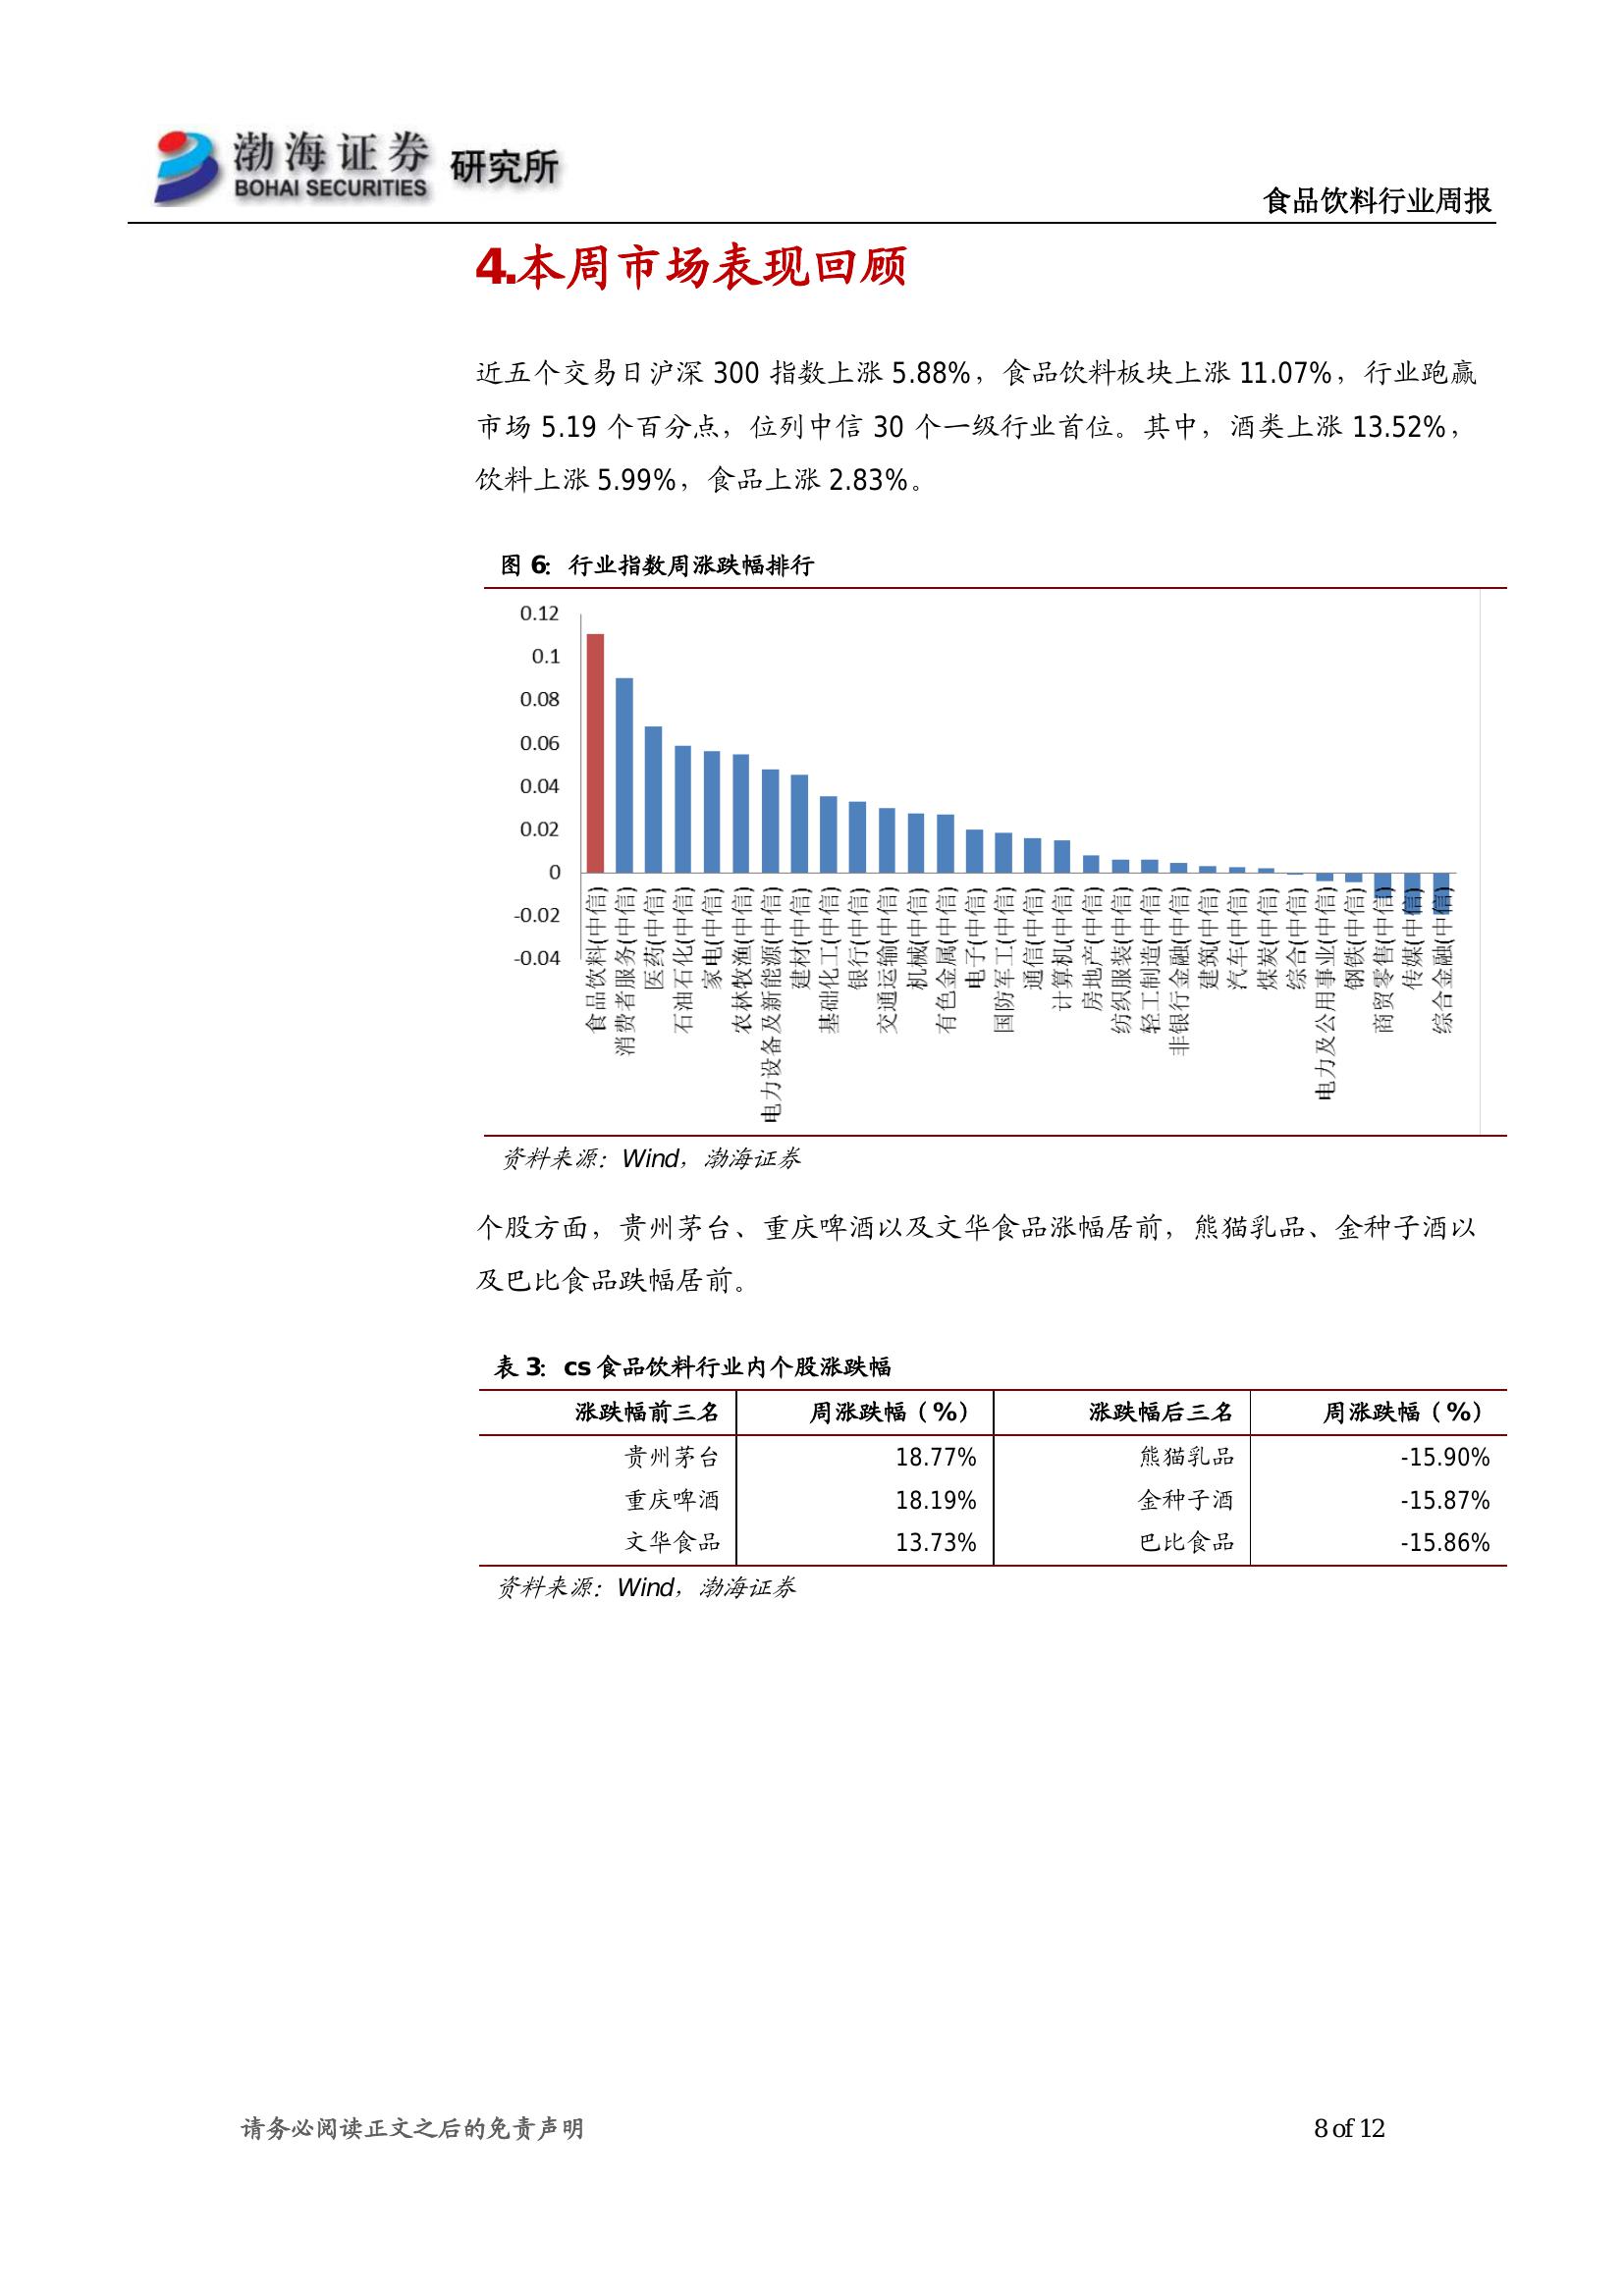 渤海证券
BOHAI SECURITIES
研究所
食品饮料行业周报
4.本周市场表现回顾
近五个交易日沪深 300 指数上涨 5.88%，食品饮料板块上涨 11.07%，行业跑赢
市场 5.19 个百分点，位列中信 30 个一级行业首位。其中，酒类上涨 13.52%，
饮料上涨 5.99%，食品上涨 2.83%。
图 6：行业指数周涨跌幅排行
0.12
0.1
0.08
0.06
0.04
0.02
0
-0.02
-0.04
食品饮料(中信)
消费者服务(中信)
医药(中信)
石油石化(中信)
家电(中信)
农林牧渔(中信)
电力设备及新能源(中信)
建材(中信)
基础化工(中信)
银行(中信)
交通运输(中信)
机械(中信)
有色金属(中信)
电子(中信)
国防军工(中信)
通信(中信)
计算机(中信)
房地产(中信)
纺织服装(中信)
轻工制造(中信)
非银行金融(中信)
建筑(中信)
汽车(中信)
煤炭(中信)
综合(中信)
电力及公用事业(中信)
钢铁(中信)
商贸零售(中信)
传媒(中信)
综合金融(中信)
资料来源：Wind，渤海证券
个股方面，贵州茅台、重庆啤酒以及文华食品涨幅居前，熊猫乳品、金种子酒以
及巴比食品跌幅居前。
表 3：cs 食品饮料行业内个股涨跌幅
涨跌幅前三名 周涨跌幅（%） 涨跌幅后三名 周涨跌幅（%）
贵州茅台 18.77% 熊猫乳品 -15.90%
重庆啤酒 18.19% 金种子酒 -15.87%
文华食品 13.73% 巴比食品 -15.86%
资料来源：Wind，渤海证券
请务必阅读正文之后的免责声明 8 of 12